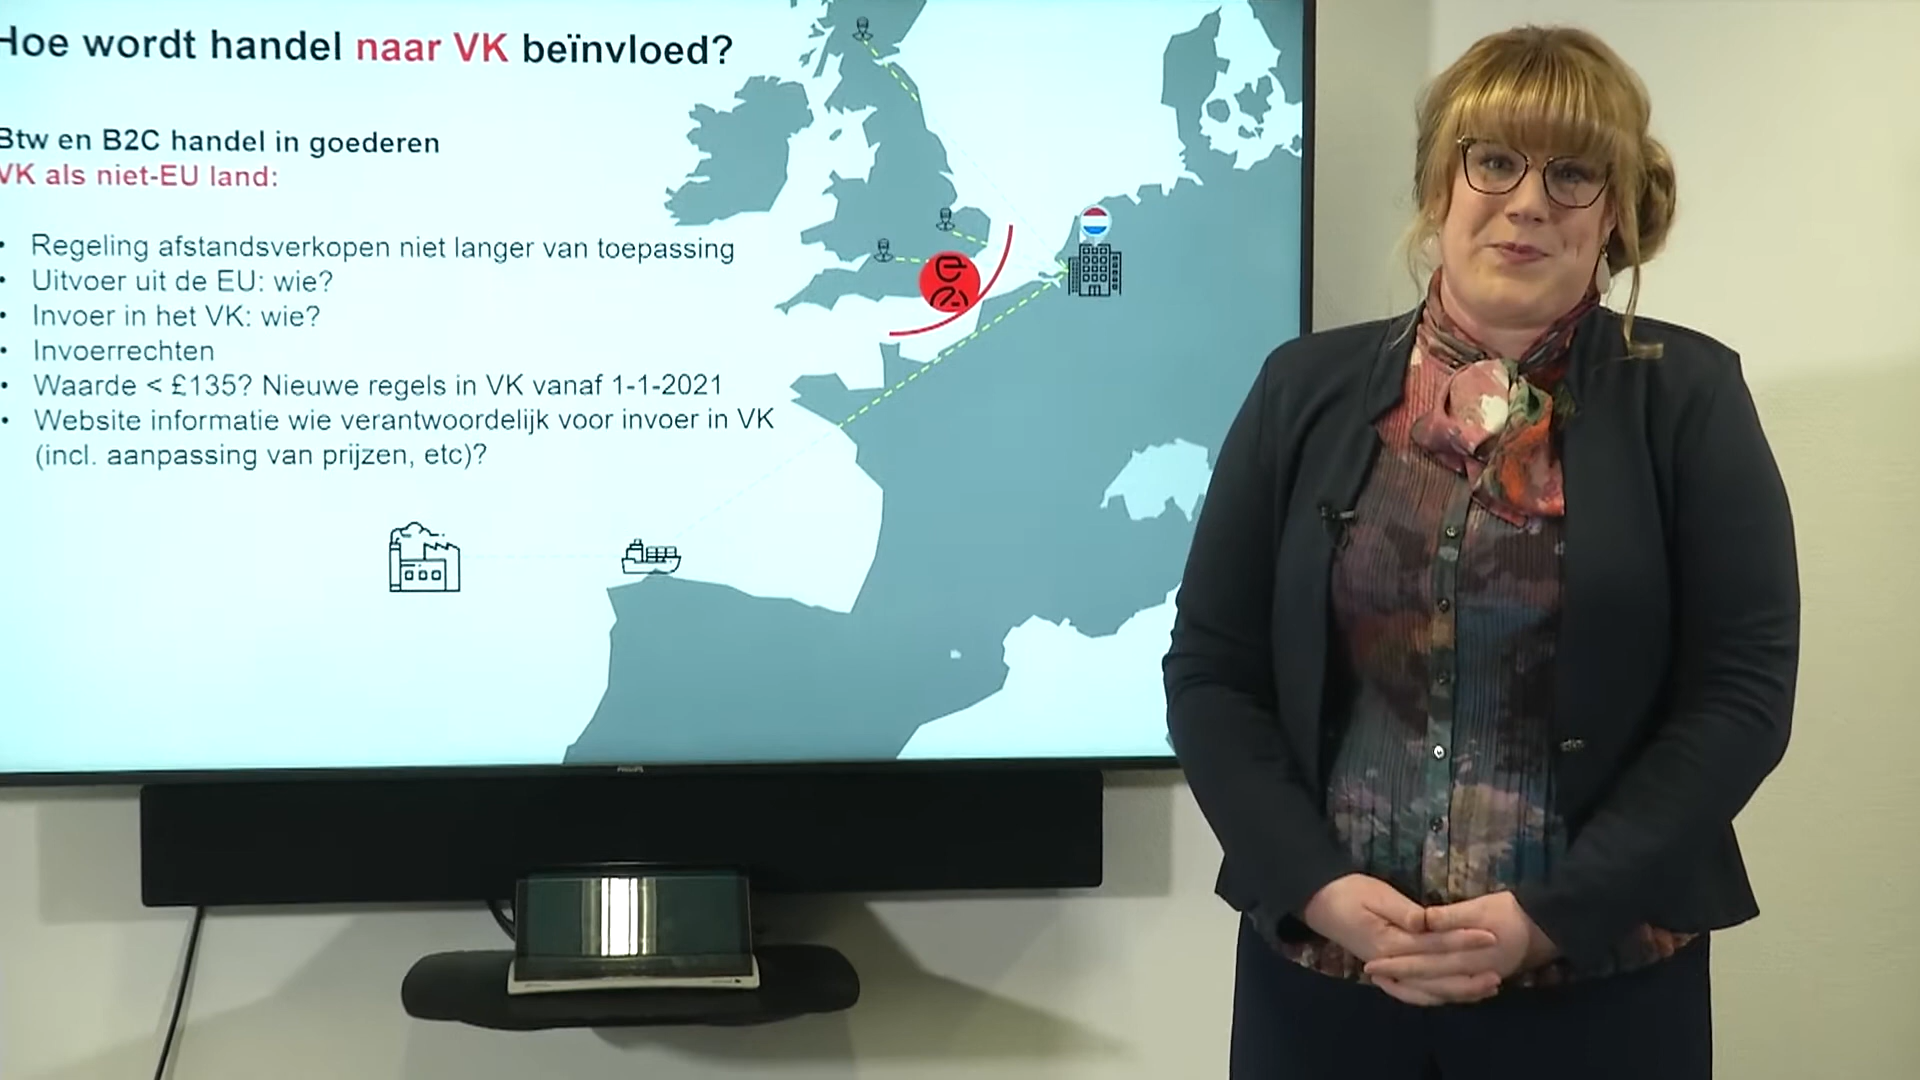 Hoe wordt handel naar VK beïnvloed?
Btw en B2C handel in goederen
VK als niet-EU land:
• Regeling afstandsverkopen niet langer van toepassing
• Uitvoer uit de EU: wie?
• Invoer in het VK: wie?
• Invoerrechten
• Waarde < £135? Nieuwe regels in VK vanaf 1-1-2021
• Website informatie wie verantwoordelijk voor invoer in VK
(incl. aanpassing van prijzen, etc)?
PHILIPS